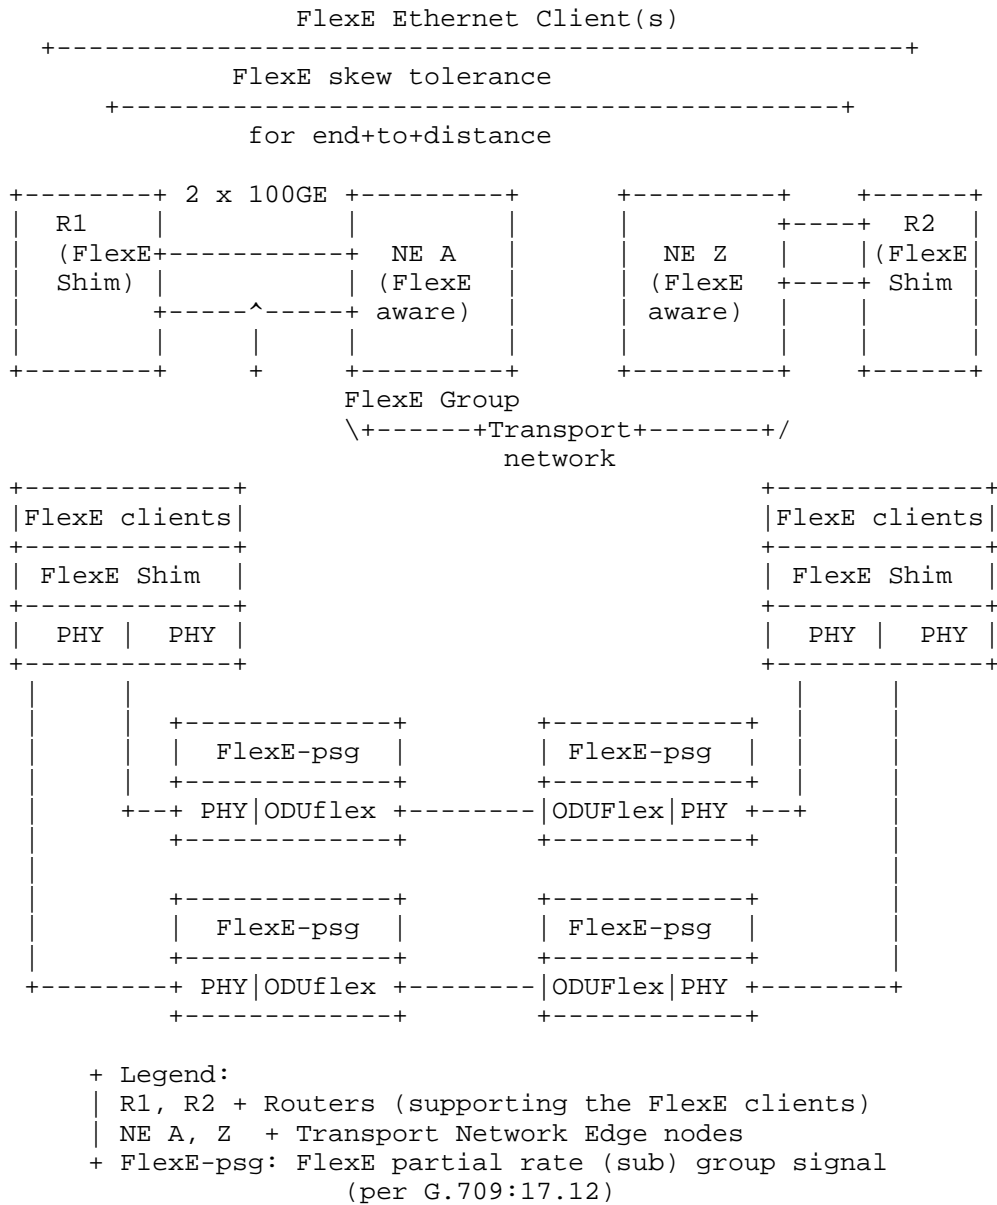 FlexE Ethernet Client(s)
+-----------------------------------------------------+
FlexE skew tolerance
+---------------------------------------------+
for end+to+distance
+--------+ 2 x 100GE +---------+      +---------+    +------+
|  R1    |           |         |      |         +----+  R2  |
|  (FlexE+-----------+  NE A   |      |  NE Z   |    |(FlexE|
|  Shim) |           | (FlexE  |      | (FlexE  +----+ Shim |
|        +-----^-----+ aware)  |      | aware)  |    |      |
|        |     |     |         |      |         |    |      |
+--------+     +     +---------+      +---------+    +------+
FlexE Group
\+------+Transport+-------+/
network
+-------------+                                +-------------+
|FlexE clients|                                |FlexE clients|
+-------------+                                +-------------+
| FlexE Shim  |                                | FlexE Shim  |
+-------------+                                +-------------+
|  PHY |  PHY |                                |  PHY |  PHY |
+-------------+                                +-------------+
|     |                                         |     |
|     |  +-------------+        +------------+  |     |
|     |  |  FlexE-psg  |        | FlexE-psg  |  |     |
|     |  +-------------+        +------------+  |     |
|     +--+ PHY|ODUflex +--------|ODUFlex|PHY +--+     |
|        +-------------+        +------------+        |
|                                                     |
|        +-------------+        +------------+        |
|        |  FlexE-psg  |        | FlexE-psg  |        |
|        +-------------+        +------------+        |
+--------+ PHY|ODUflex +--------|ODUFlex|PHY +--------+
+-------------+        +------------+
+ Legend:
| R1, R2 + Routers (supporting the FlexE clients)
| NE A, Z  + Transport Network Edge nodes
+ FlexE-psg: FlexE partial rate (sub) group signal
(per G.709:17.12)